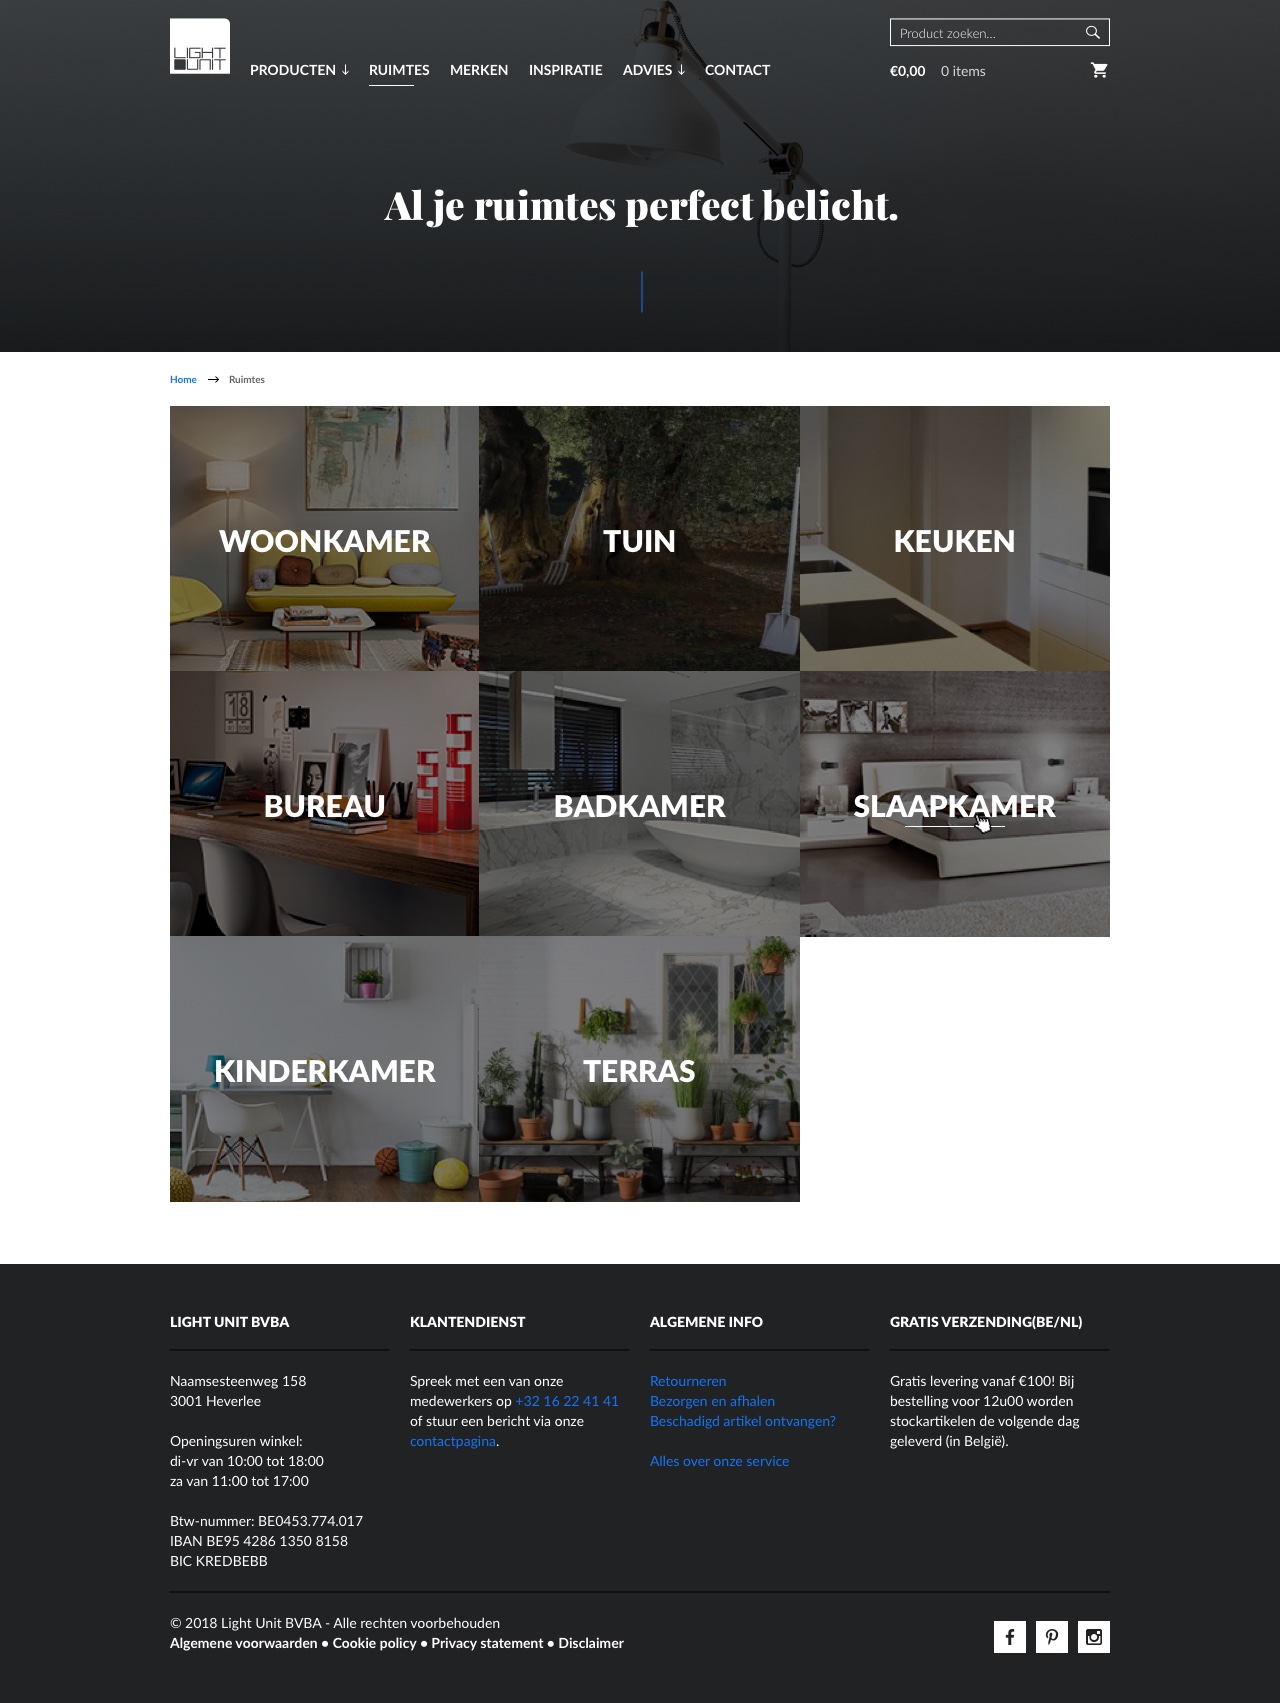 LIGHT
UNIT
PRODUCTEN ↓ RUIMTES MERKEN INSPIRATIE ADVIES ↓ CONTACT
Product zoeken...
€0,00 0 items
Al je ruimtes perfect belicht.
Home → Ruimtes
WOONKAMER
TUIN
KEUKEN
BUREAU
18
BADKAMER
SLAAPKAMER
KINDERKAMER
TERRAS
LIGHT UNIT BVBA
Naamsesteenweg 158
3001 Heverlee
Openingsuren winkel:
di-vr van 10:00 tot 18:00
za van 11:00 tot 17:00
Btw-nummer: BE0453.774.017
IBAN BE95 4286 1350 8158
BIC KREDBEBB
KLANTENDIENST
Spreek met een van onze
medewerkers op +32 16 22 41 41
of stuur een bericht via onze
contactpagina.
ALGEMENE INFO
Retourneren
Bezorgen en afhalen
Beschadigd artikel ontvangen?
Alles over onze service
GRATIS VERZENDING(BE/NL)
Gratis levering vanaf €100! Bij
bestelling voor 12u00 worden
stockartikelen de volgende dag
geleverd (in België).
© 2018 Light Unit BVBA - Alle rechten voorbehouden
Algemene voorwaarden • Cookie policy • Privacy statement • Disclaimer